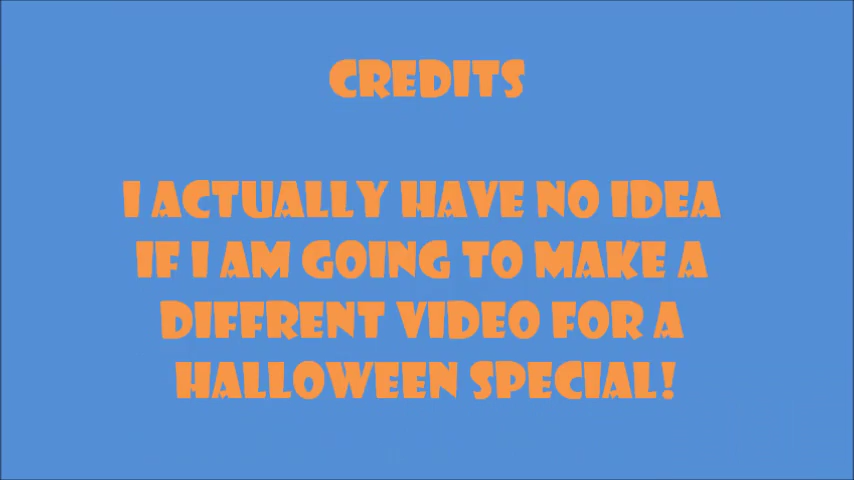 CREDITS
I ACTUALLY HAVE NO IDEA
IF I AM GOING TO MAKE A
DIFFRENT VIDEO FOR A
HALLOWEEN SPECIAL!